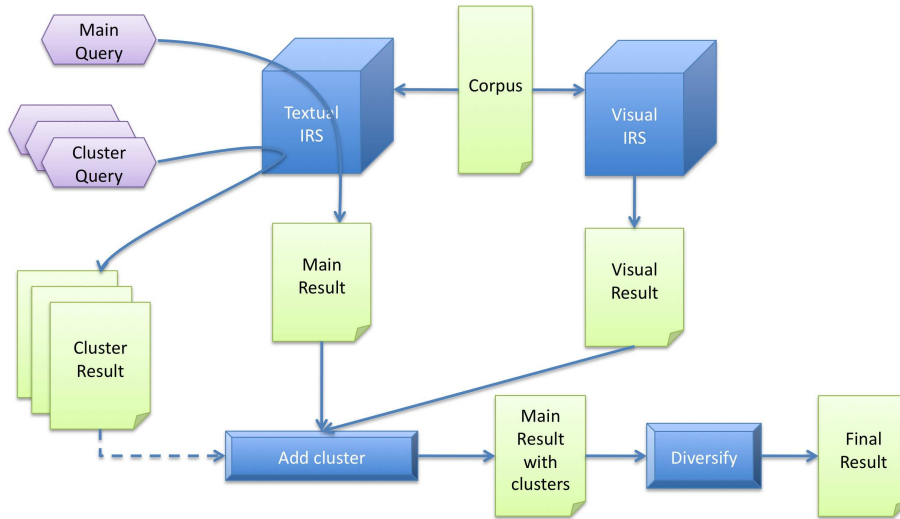 Main
Query
Textual
IRS
Corpus
Visual
IRS
Cluster
Query
Main
Result
Visual
Result
Cluster
Result
Add cluster
Main
Result
with
clusters
Diversify
Final
Result